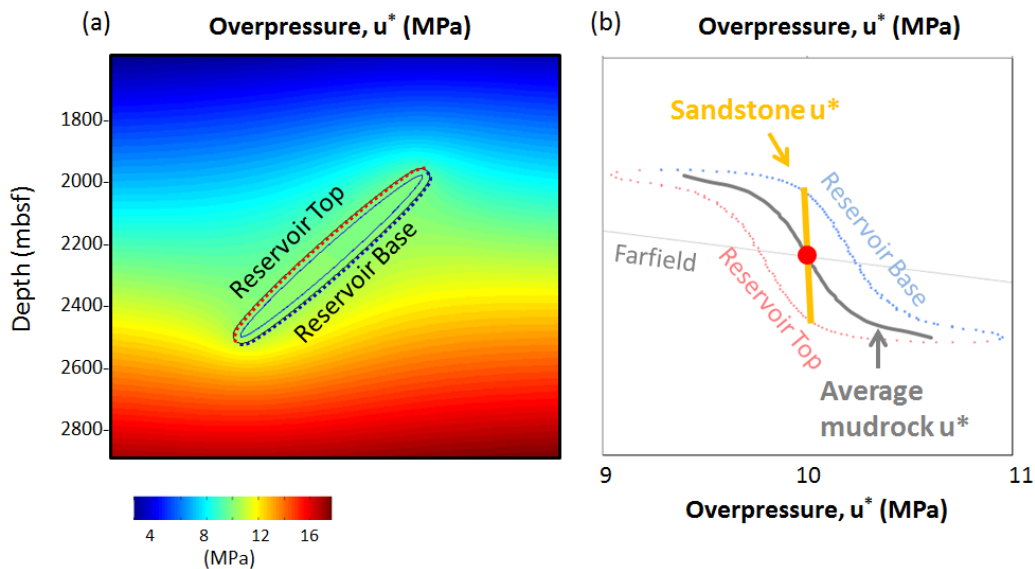 (a)
Overpressure, u* (MPa)
Depth (mbsf)
1800
2000
2200
2400
2600
2800
Reservoir Top
Reservoir Base
4 8 12 16
(MPa)
(b)
Overpressure, u* (MPa)
Sandstone u*
Reservoir Base
Farfield
Reservoir Top
Average
mudrock u*
9 10 11
Overpressure, u* (MPa)